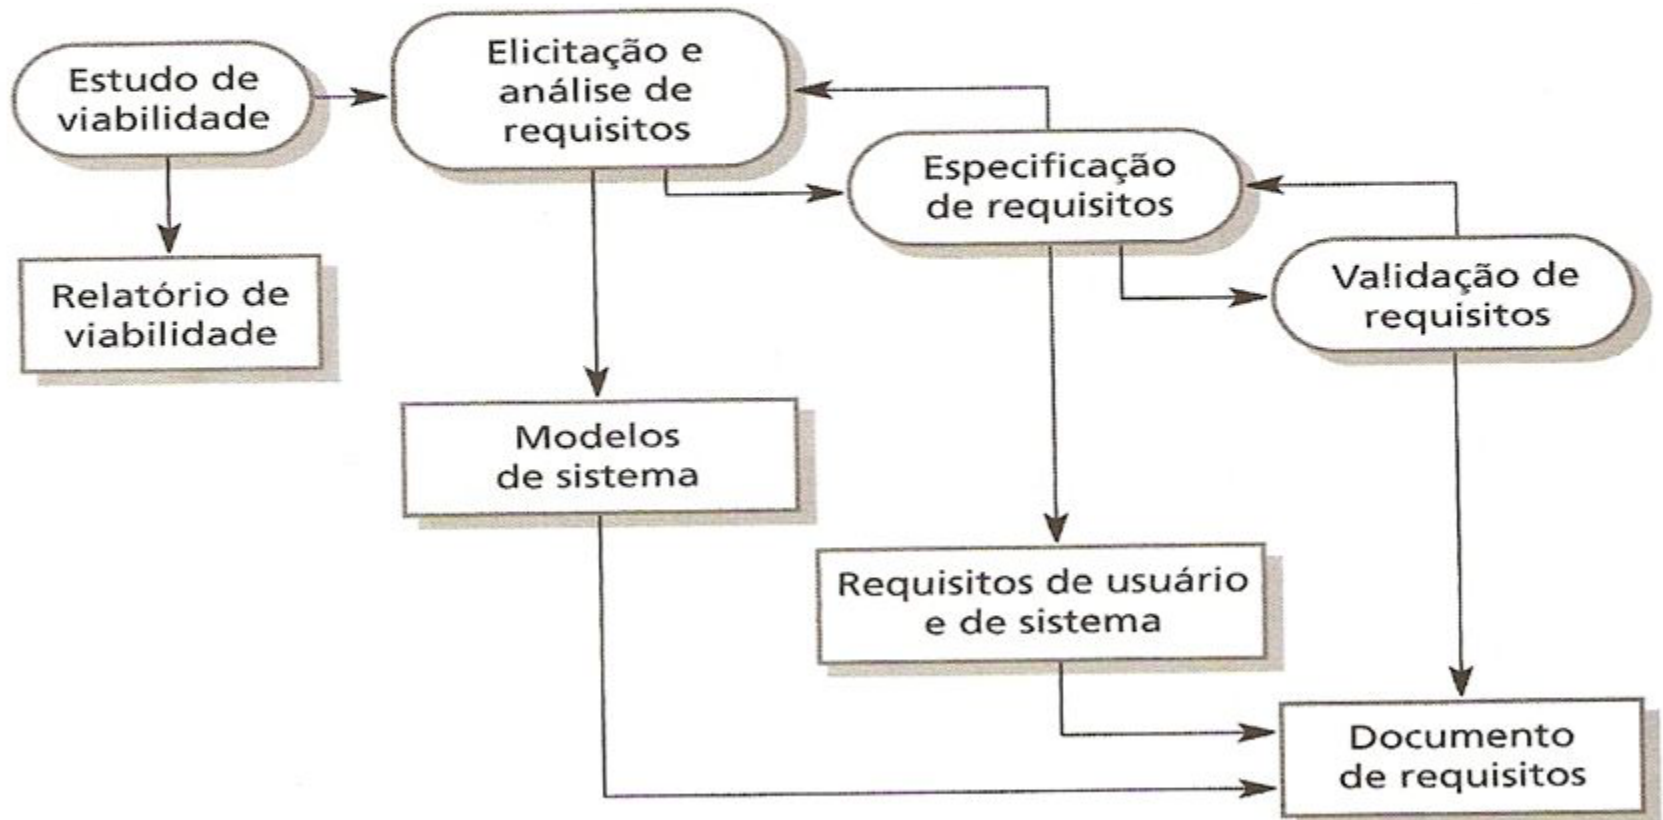 Estudo de
viabilidade
Elicitação e
análise de
requisitos
Especificação
de requisitos
Validação de
requisitos
Relatório de
viabilidade
Modelos
de sistema
Requisitos de usuário
e de sistema
Documento
de requisitos